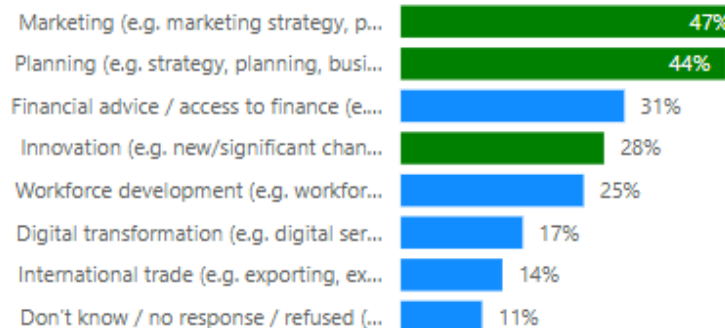 Marketing (e.g. marketing strategy, p... 47%
Planning (e.g. strategy, planning, busi... 44%
Financial advice / access to finance (e.... 31%
Innovation (e.g. new/significant chan... 28%
Workforce development (e.g. workfor... 25%
Digital transformation (e.g. digital ser... 17%
International trade (e.g. exporting, ex... 14%
Don't know / no response / refused (... 11%